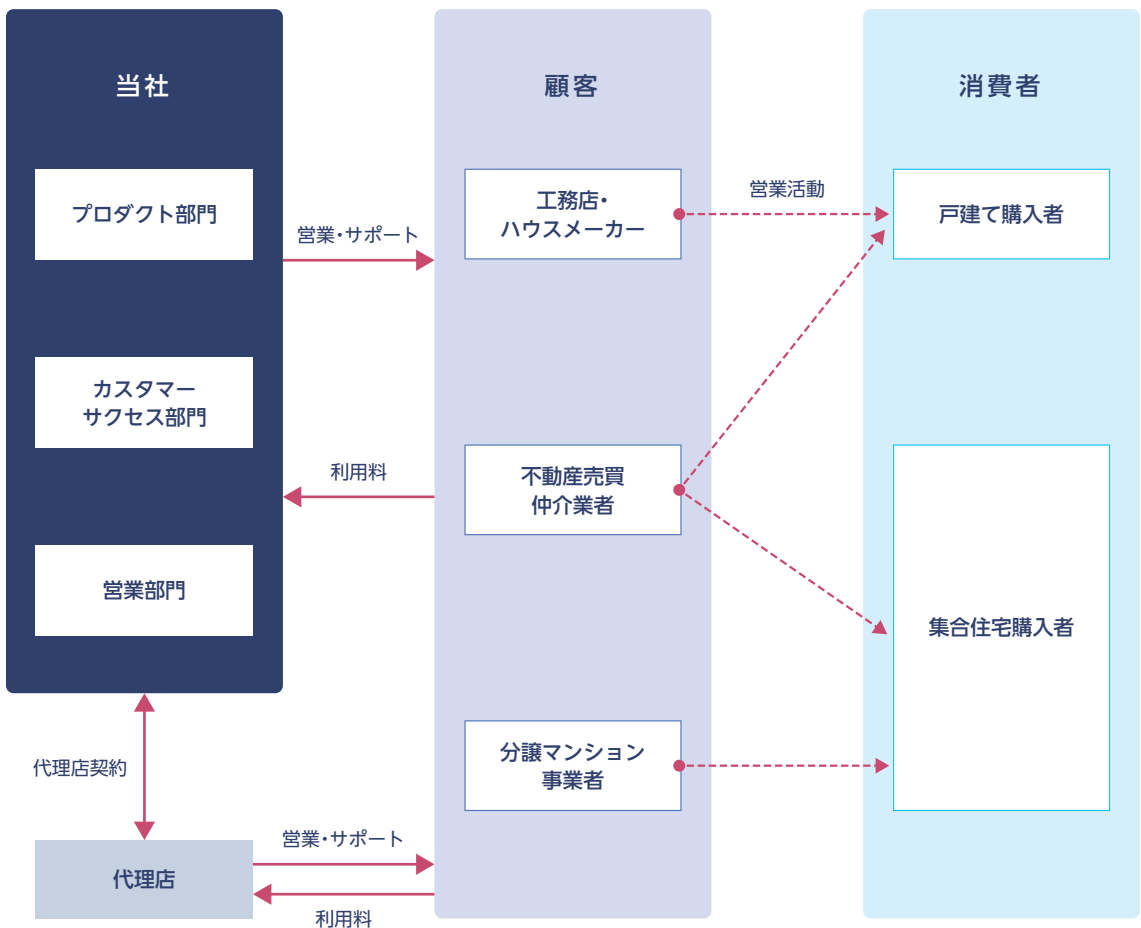 当社
顧客
消費者
プロダクト部門
営業・サポート
工務店・
ハウスメーカー
営業活動
戸建て購入者
カスタマー
サクセス部門
利用料
不動産売買
仲介業者
営業部門
集合住宅購入者
代理店契約
分譲マンション
事業者
代理店
営業・サポート
利用料